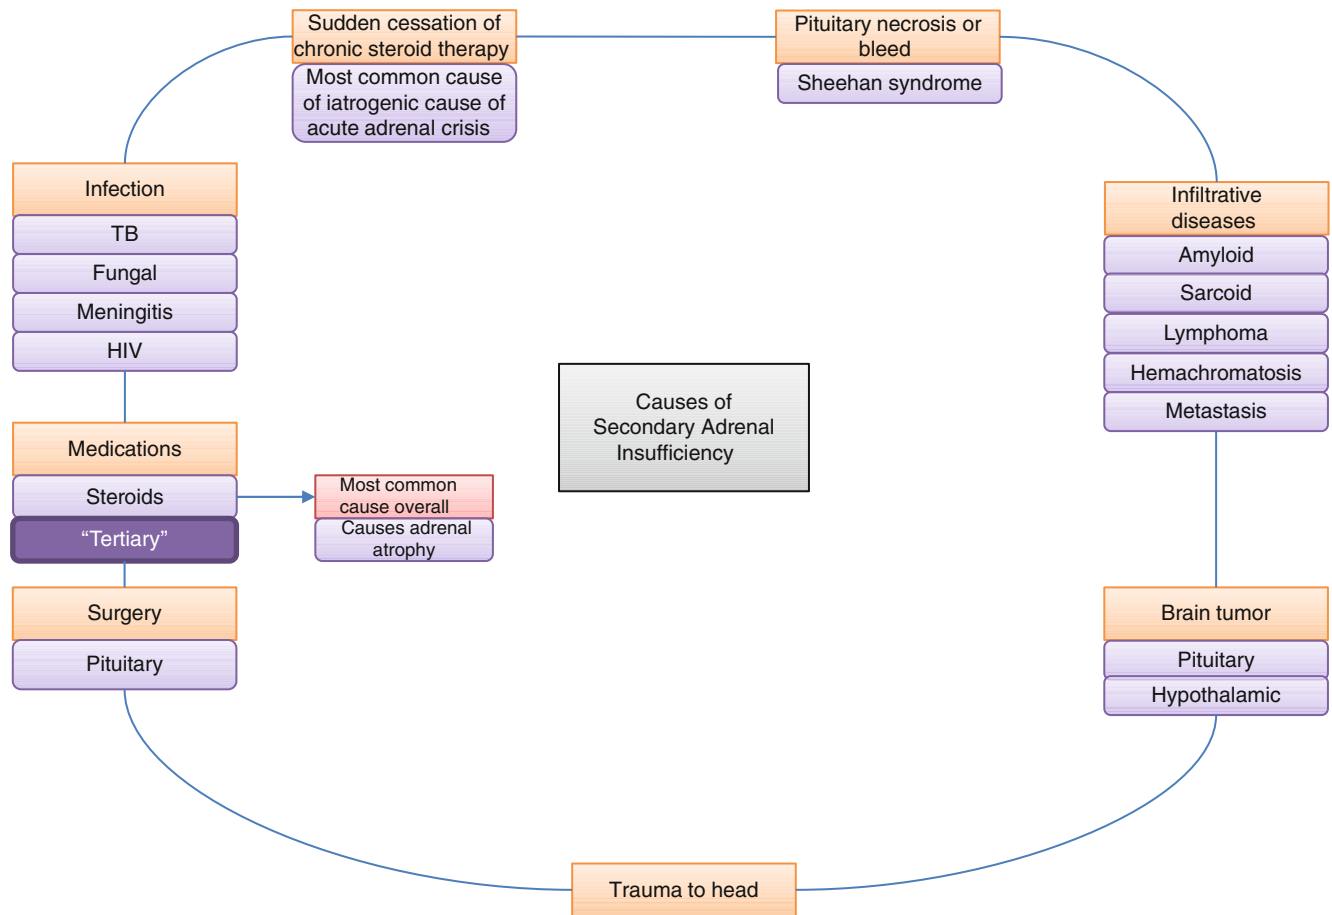 Sudden cessation of
chronic steroid therapy
Most common cause
of iatrogenic cause of
acute adrenal crisis
Pituitary necrosis or
bleed
Sheehan syndrome
Infection
TB
Fungal
Meningitis
HIV
Infiltrative
diseases
Amyloid
Sarcoid
Lymphoma
Hemachromatosis
Metastasis
Causes of
Secondary Adrenal
Insufficiency
Medications
Steroids
"Tertiary"
Most common
cause overall
Causes adrenal
atrophy
Surgery
Pituitary
Brain tumor
Pituitary
Hypothalamic
Trauma to head